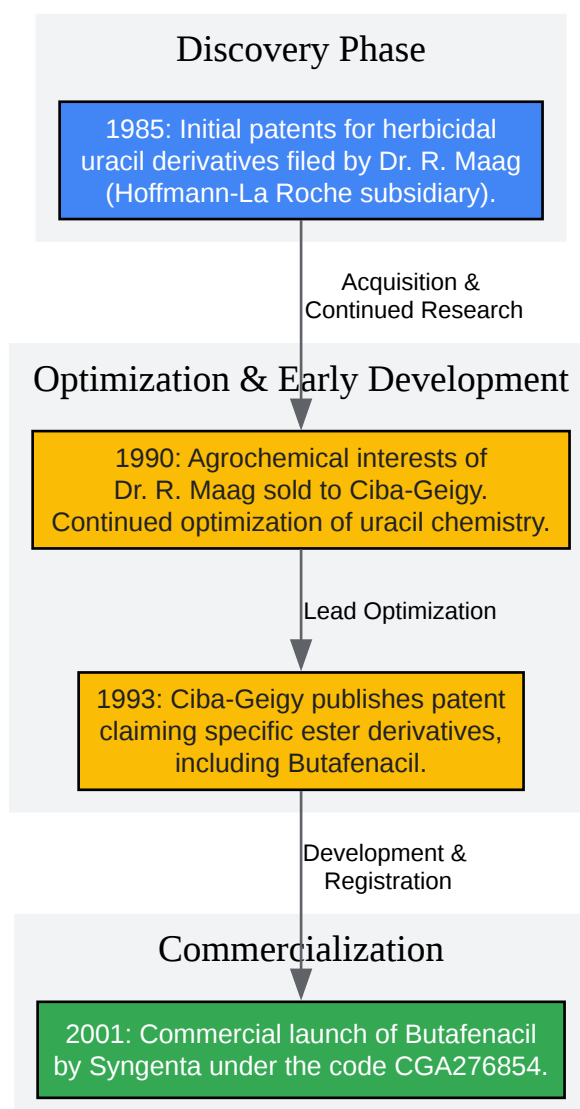 Discovery Phase
1985: Initial patents for herbicidal
uracil derivatives filed by Dr. R. Maag
(Hoffmann-La Roche subsidiary).
Acquisition &
Continued Research
Optimization & Early Development
1990: Agrochemical interests of
Dr. R. Maag sold to Ciba-Geigy.
Continued optimization of uracil chemistry.
Lead Optimization
1993: Ciba-Geigy publishes patent
claiming specific ester derivatives,
including Butafenacil.
Development &
Registration
Commercialization
2001: Commercial launch of Butafenacil
by Syngenta under the code CGA276854.